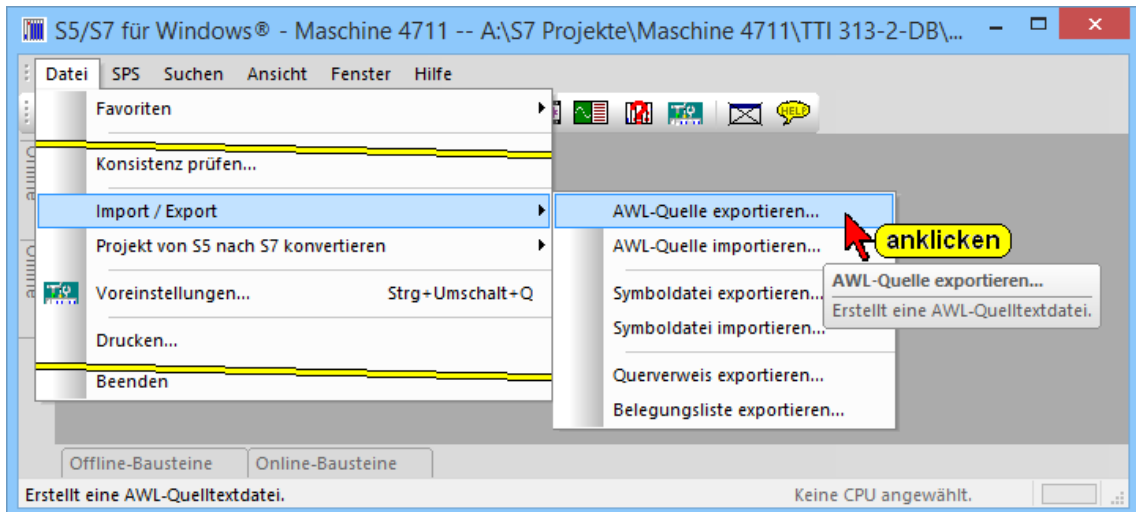 S5/S7 für Windows® - Maschine 4711 -- A:\S7 Projekte\Maschine 4711\TTI 313-2-DB\...
Datei SPS Suchen Ansicht Fenster Hilfe
Favoriten
HELP
Konsistenz prüfen...
Import / Export
AWL-Quelle exportieren...
anklicken
Projekt von S5 nach S7 konvertieren
AWL-Quelle importieren...
AWL-Quelle exportieren...
Erstellt eine AWL-Quelltextdatei.
Voreinstellungen... Strg+Umschalt+Q
Symboldatei exportieren...
Symboldatei importieren...
Drucken...
Querverweis exportieren...
Beenden
Belegungsliste exportieren...
Offline-Bausteine Online-Bausteine
Erstellt eine AWL-Quelltextdatei. Keine CPU angewählt.